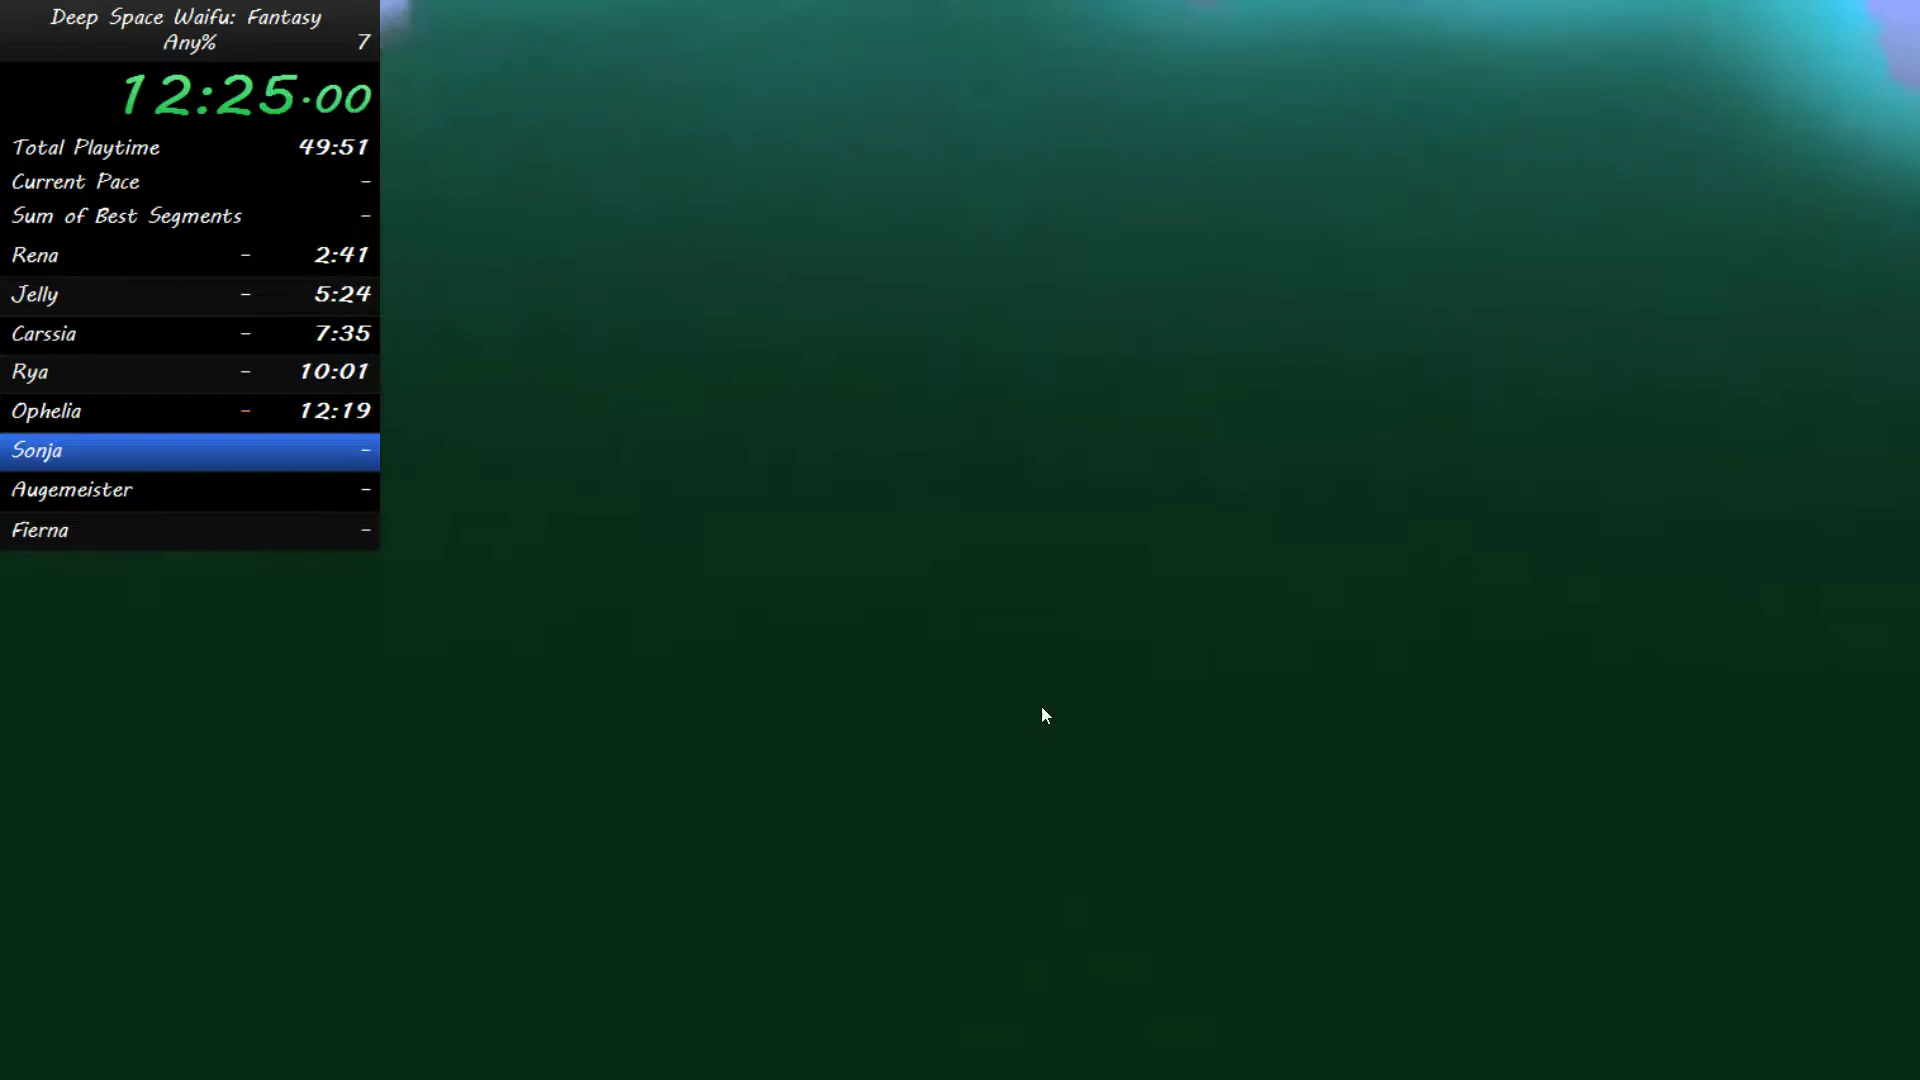 Deep Space Waifu: Fantasy
Any% 7
12:25.00
Total Playtime 49:51
Current Pace -
Sum of Best Segments -
Rena - 2:41
Jelly - 5:24
Carssia - 7:35
Rya - 10:01
Ophelia - 12:19
Sonja -
Augemeister -
Fierna -